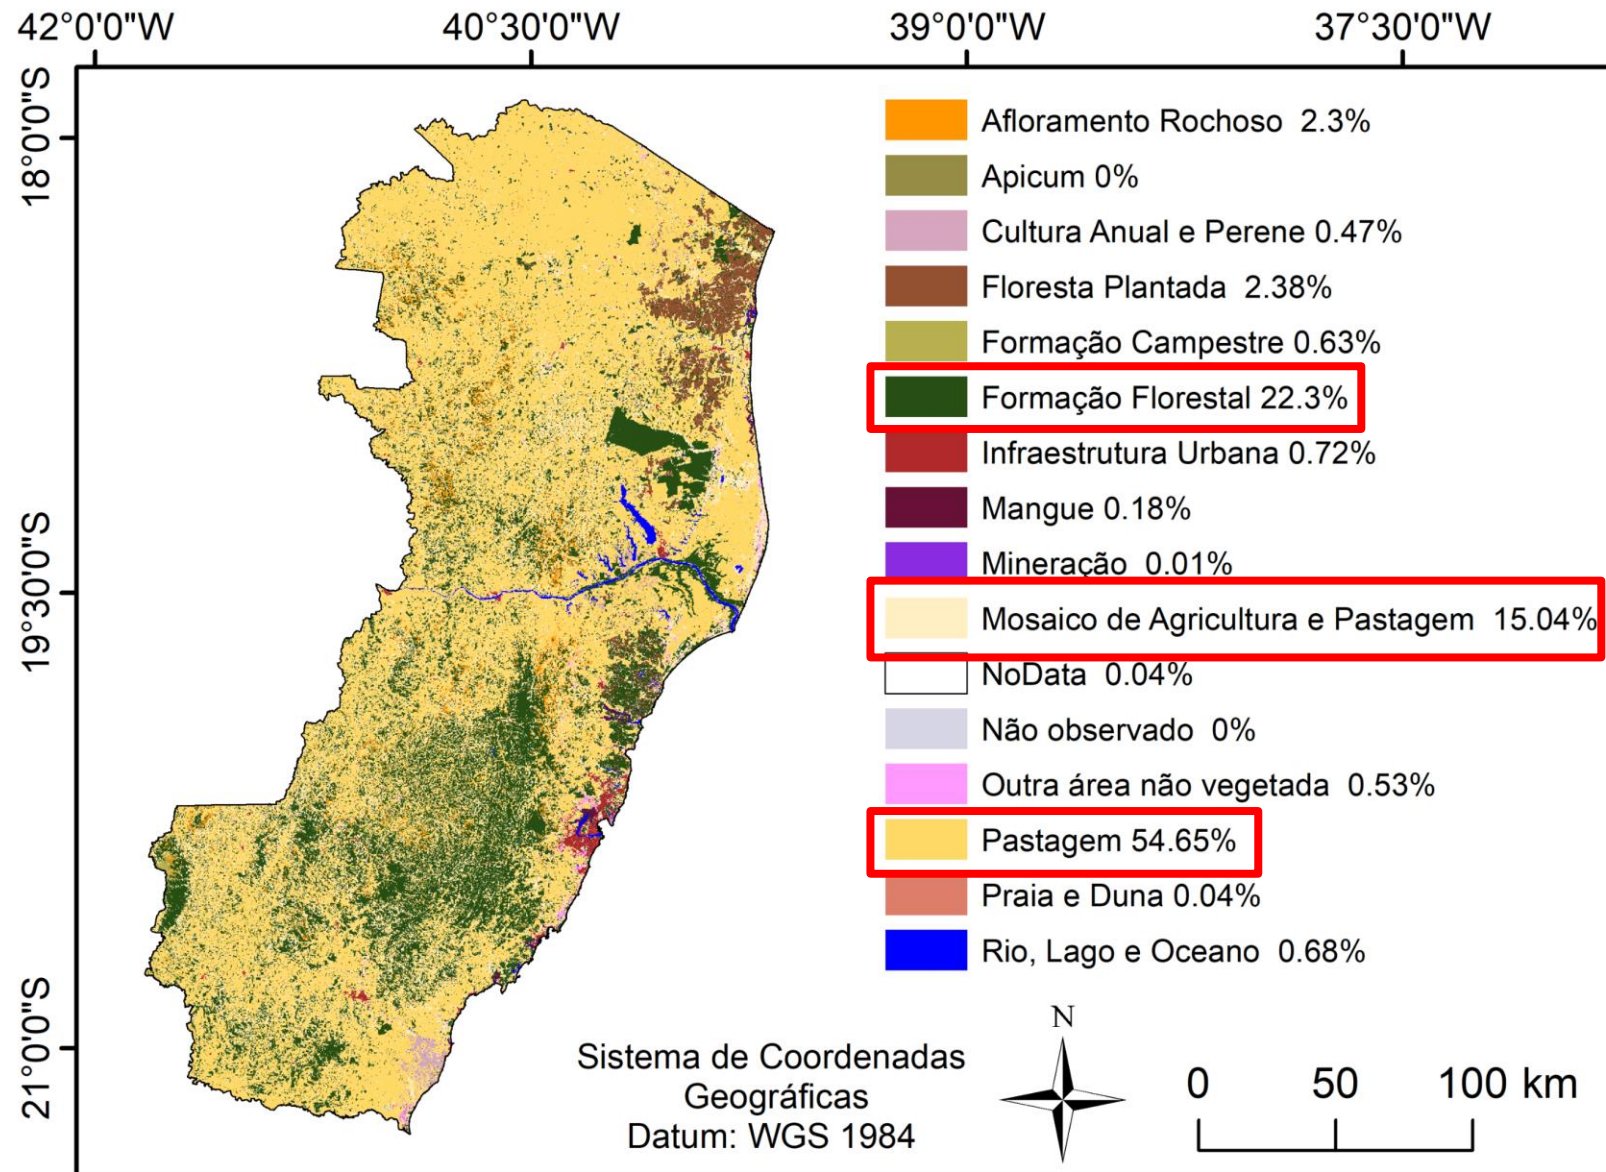 42°0'0"W 40°30'0"W 39°0'0"W 37°30'0"W
18°0'0"S
19°30'0"S
21°0'0"S
Afloramento Rochoso 2.3%
Apicum 0%
Cultura Anual e Perene 0.47%
Floresta Plantada 2.38%
Formação Campestre 0.63%
Formação Florestal 22.3%
Infraestrutura Urbana 0.72%
Mangue 0.18%
Mineração 0.01%
Mosaico de Agricultura e Pastagem 15.04%
NoData 0.04%
Não observado 0%
Outra área não vegetada 0.53%
Pastagem 54.65%
Praia e Duna 0.04%
Rio, Lago e Oceano 0.68%
Sistema de Coordenadas
Geográficas
Datum: WGS 1984
N
0 50 100 km